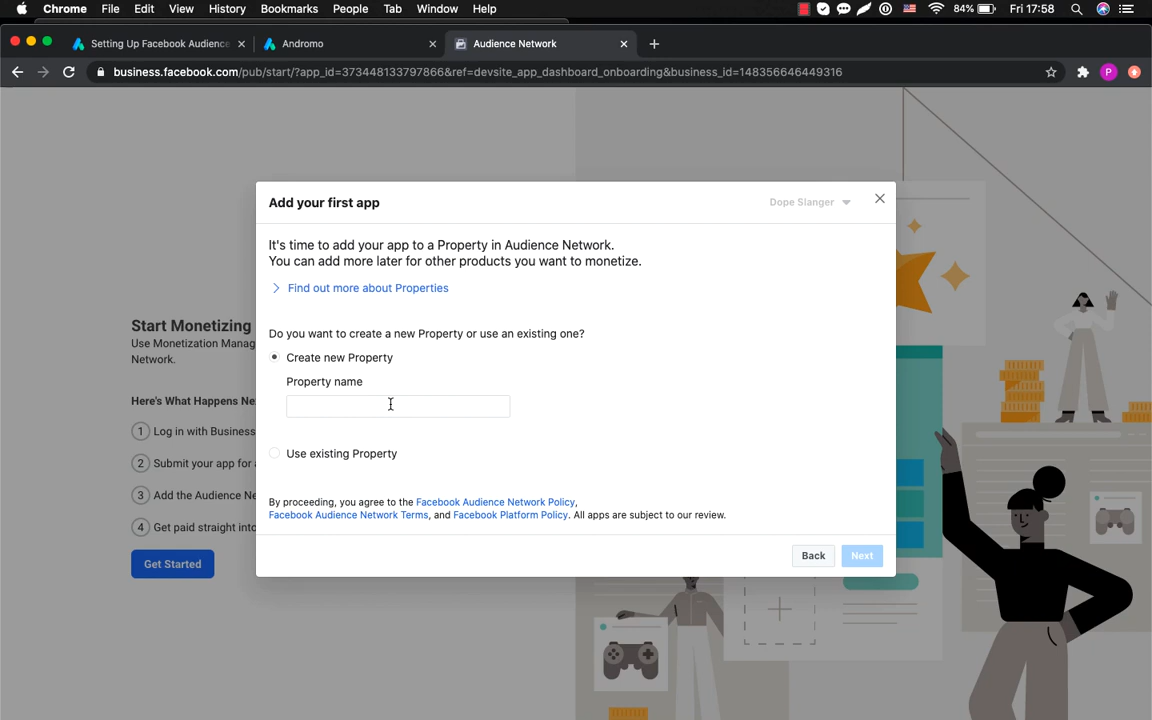 Chrome File Edit View History Bookmarks People Tab Window Help 84% Fri 17:58
Setting Up Facebook Audience Andromo Audience Network
business.facebook.com/pub/start/?app_id=373448133797866&ref=devsite_app_dashboard_onboarding&business_id=148356646449316 P
Add your first app Dope Slanger
It's time to add your app to a Property in Audience Network.
You can add more later for other products you want to monetize.
Find out more about Properties
Start Monetizing
Use Monetization Manag
Network.
Do you want to create a new Property or use an existing one?
Create new Property
Property name
Here's What Happens Ne
1 Log in with Business
2 Submit your app for a
3 Add the Audience Ne
4 Get paid straight into
Get Started
Use existing Property
By proceeding, you agree to the Facebook Audience Network Policy,
Facebook Audience Network Terms, and Facebook Platform Policy. All apps are subject to our review.
Back Next